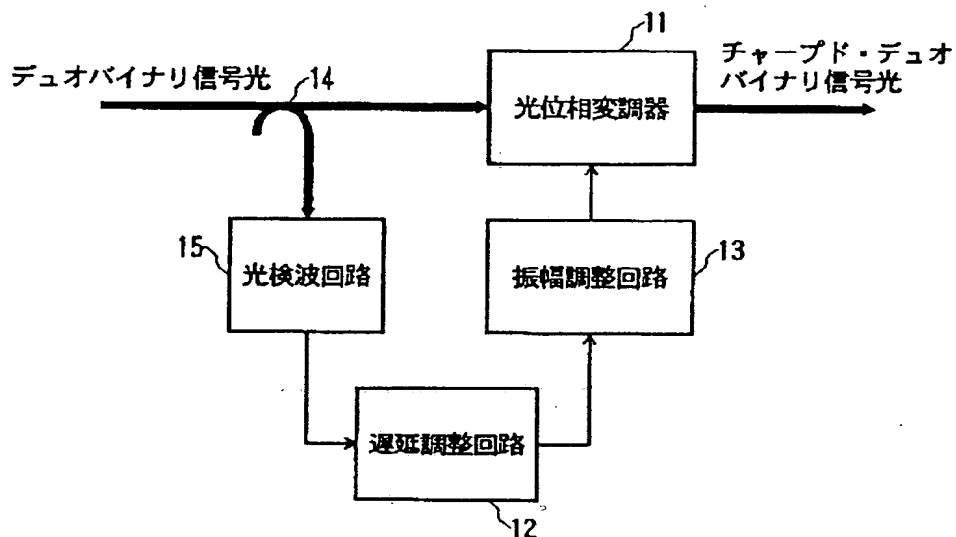 11
チャープド・デュオ
バイナリ信号光
デュオバイナリ信号光
14
光位相変調器
15
光検波回路
振幅調整回路
13
遅延調整回路
12